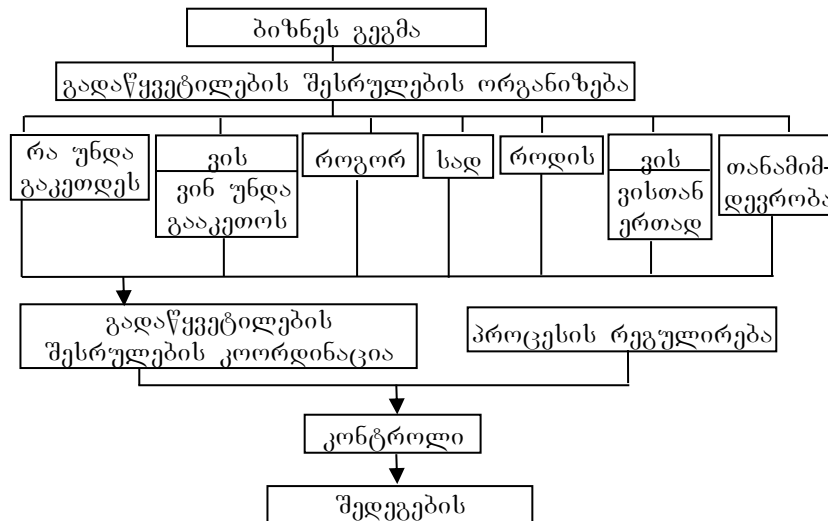 ბიზნეს გეგმა
გადაწყვეტილების შესრულების ორგანიზება
რა უნდა
გაკეთდეს
ვის
ვინ უნდა
გააკეთოს
როგორ
სად
როდის
ვის
ვისთან
ერთად
თანამიმ-
დევრობა
გადაწყვეტილების
შესრულების კოორდინაცია
პროცესის რეგულირება
კონტროლი
შედეგების